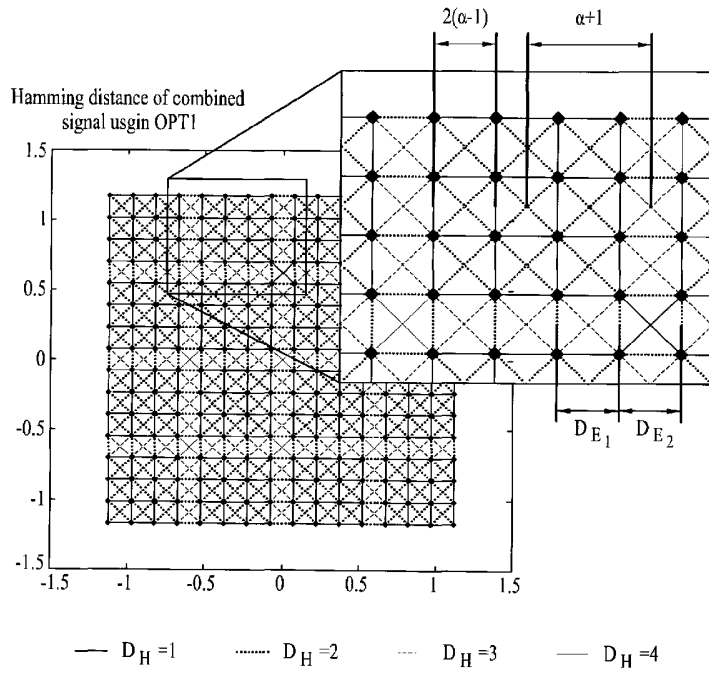 2(α-1)
α+1
Hamming distance of combined
signal usgin OPT1
1.5
1
0.5
0
-0.5
-1
-1.5
-1.5
-1
-0.5
0
0.5
1
1.5
D E1
D E2
D H =1
D H =2
D H =3
D H =4